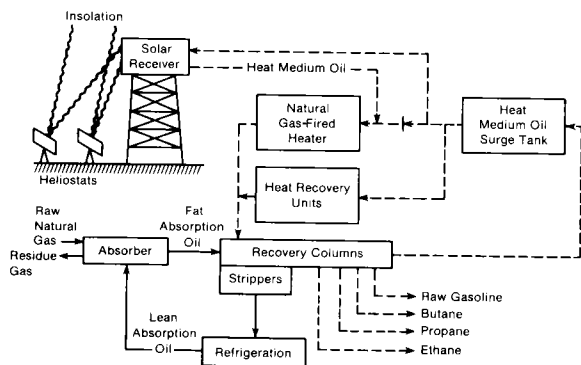 Insolation
Solar
Receiver
Heat Medium Oil
Natural
Gas-Fired
Heater
Heat
Medium Oil
Surge Tank
Heliostats
Heat Recovery
Units
Raw
Natural
Gas
Residue
Gas
Absorber
Fat
Absorption
Oil
Recovery Columns
Strippers
Raw Gasoline
Butane
Propane
Ethane
Lean
Absorption
Oil
Refrigeration